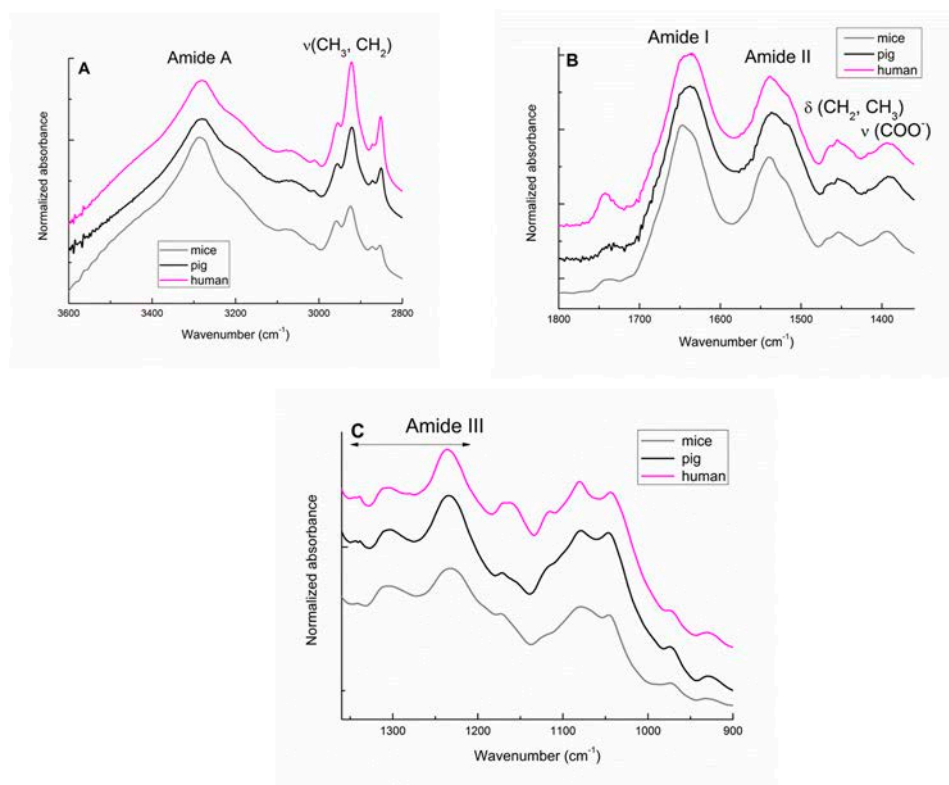 ν(CH₃, CH₂)
Amide A
A
Normalized absorbance
mice
pig
human
3600 3400 3200 3000 2800
Wavenumber (cm⁻¹)
Amide I
mice
pig
human
B
Amide II
δ (CH₂, CH₃)
ν (COO⁻)
Normalized absorbance
1800 1700 1600 1500 1400
Wavenumber (cm⁻¹)
Amide III
C
mice
pig
human
Normalized absorbance
1300 1200 1100 1000 900
Wavenumber (cm⁻¹)